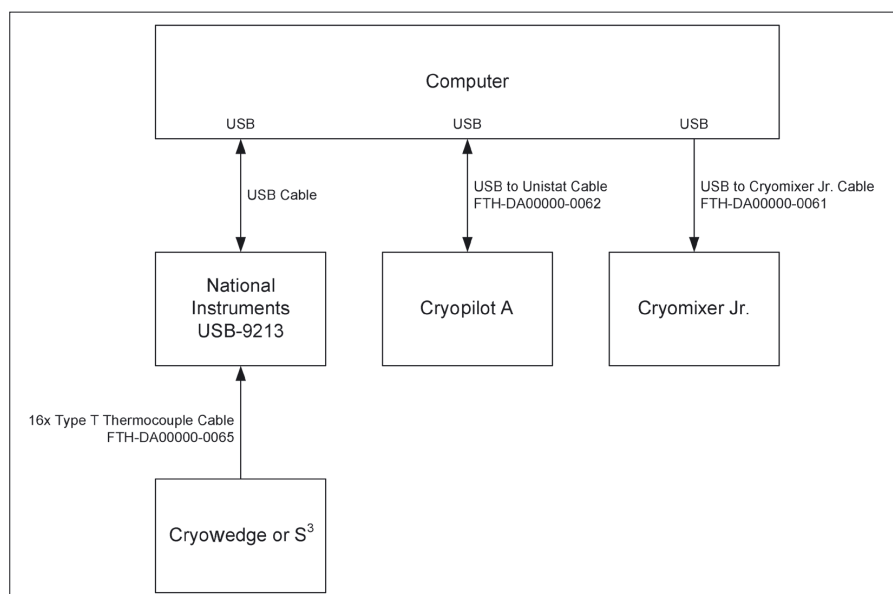 Computer
USB
USB
USB
USB Cable
USB to Unistat Cable
FTH-DA00000-0062
USB to Cryomixer Jr. Cable
FTH-DA00000-0061
National
Instruments
USB-9213
Cryopilot A
Cryomixer Jr.
16x Type T Thermocouple Cable
FTH-DA00000-0065
Cryowedge or S³